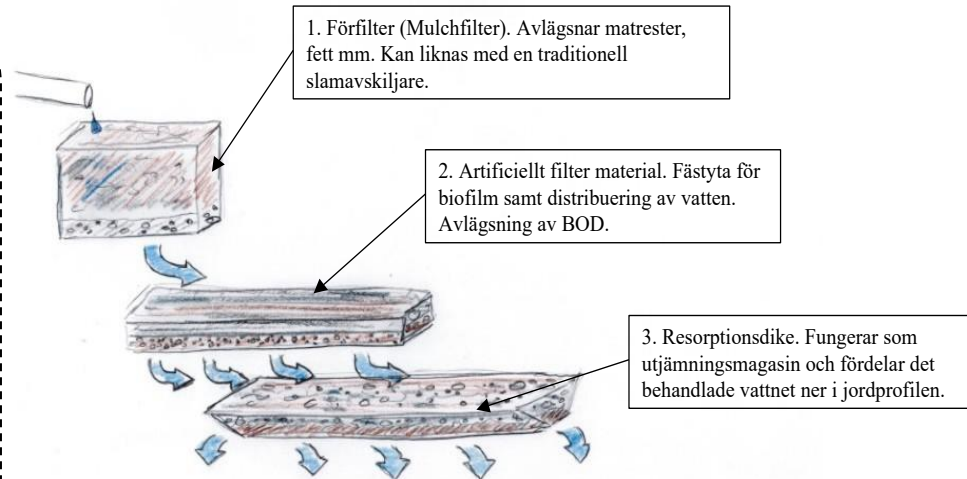 1. Förfilter (Mulchfilter). Avlägsnar matrester,
fett mm. Kan liknas med en traditionell
slamavskiljare.
2. Artificiellt filter material. Fästyta för
biofilm samt distribuering av vatten.
Avlägsning av BOD.
3. Resorptionsdike. Fungerar som
utjämningsmagasin och fördelar det
behandlade vattnet ner i jordprofilen.